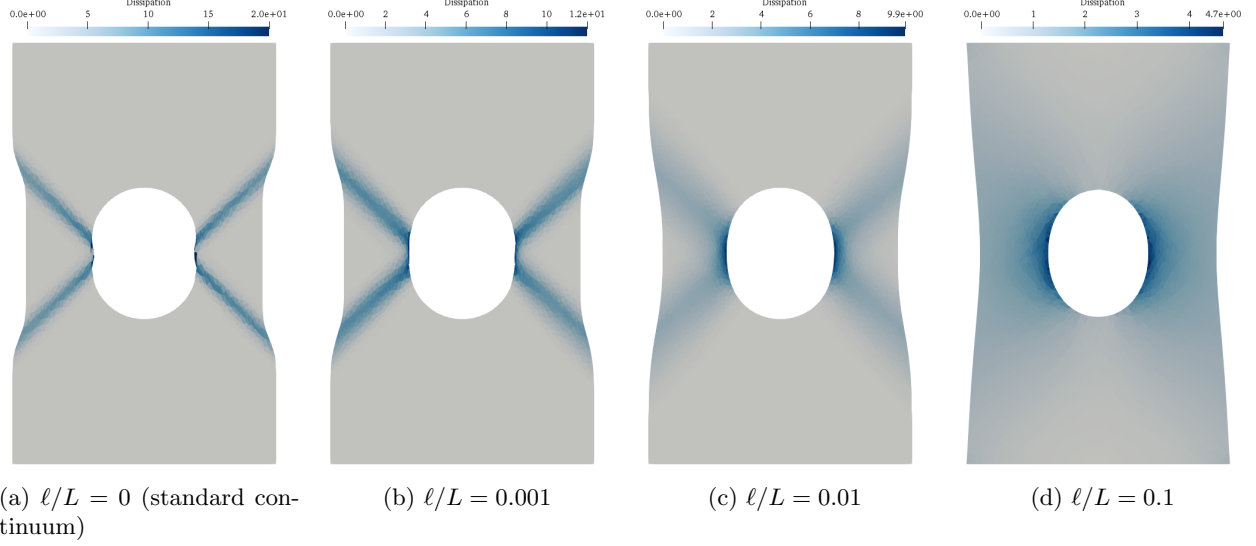 Dissipation
0.0e+00 5 10 15 2.0e+01
Dissipation
0.0e+00 2 4 6 8 10 1.2e+01
Dissipation
0.0e+00 2 4 6 8 9.9e+00
Dissipation
0.0e+00 1 2 3 4 4.7e+00
(a) ℓ/L = 0 (standard con-
tinuum)
(b) ℓ/L = 0.001
(c) ℓ/L = 0.01
(d) ℓ/L = 0.1